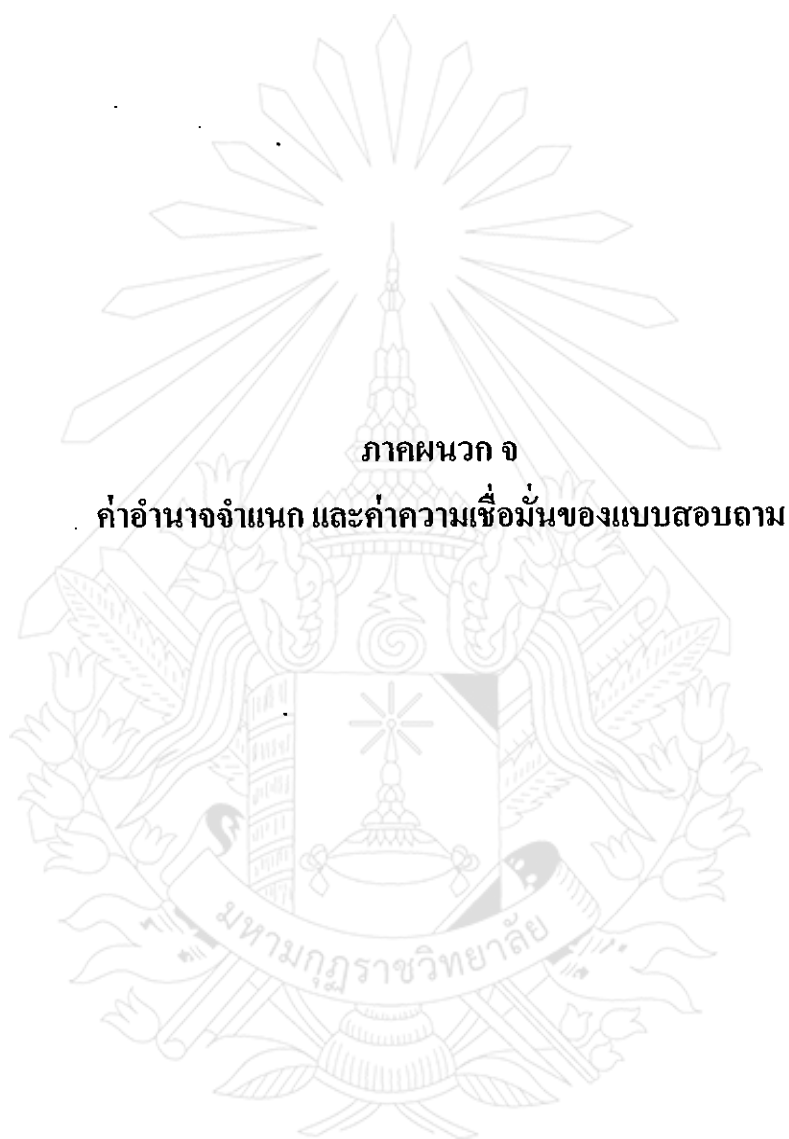 ภาคผนวก จ
ค่าอำนาจจำแนก และค่าความเชื่อมั่นของแบบสอบถาม
มหามกุฏราชวิทยาลัย